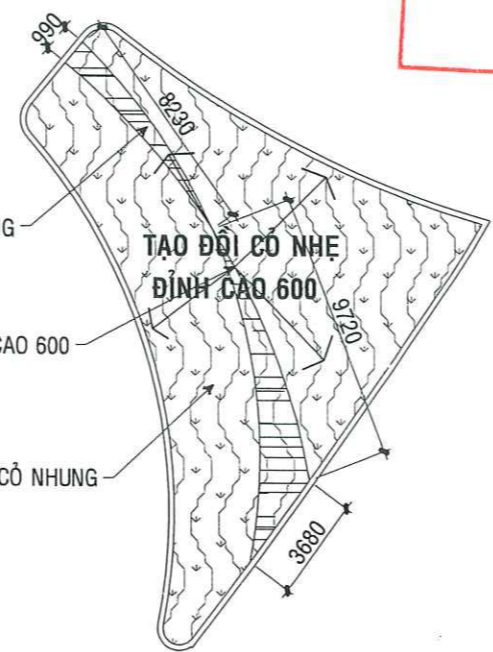 990
8230
G
TẠO ĐỒI CỎ NHẸ
ĐỈNH CAO 600
CAO 600
9720
CỎ NHUNG
3680